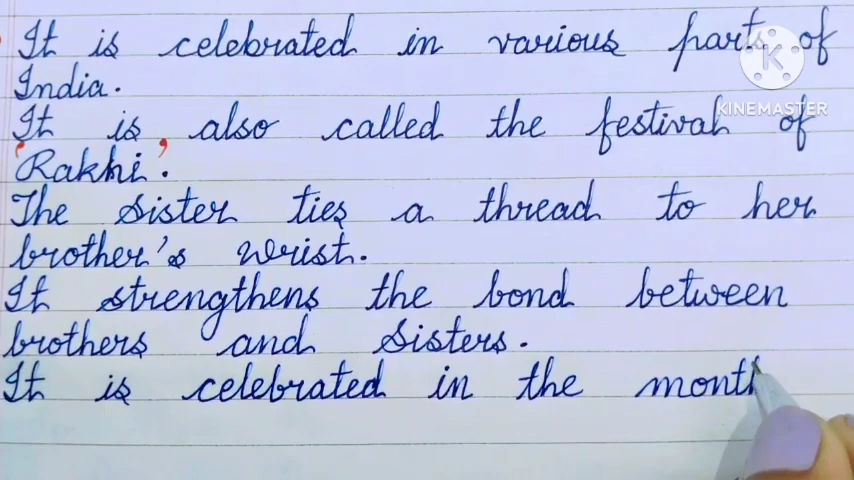 It is celebrated in various parts of
KINEMASTER
India.
It is also called the festival of
'Rakhi'.
The Sister ties a thread to her
brother's wrist.
It strengthens the bond between
brothers and Sisters.
It is celebrated in the month